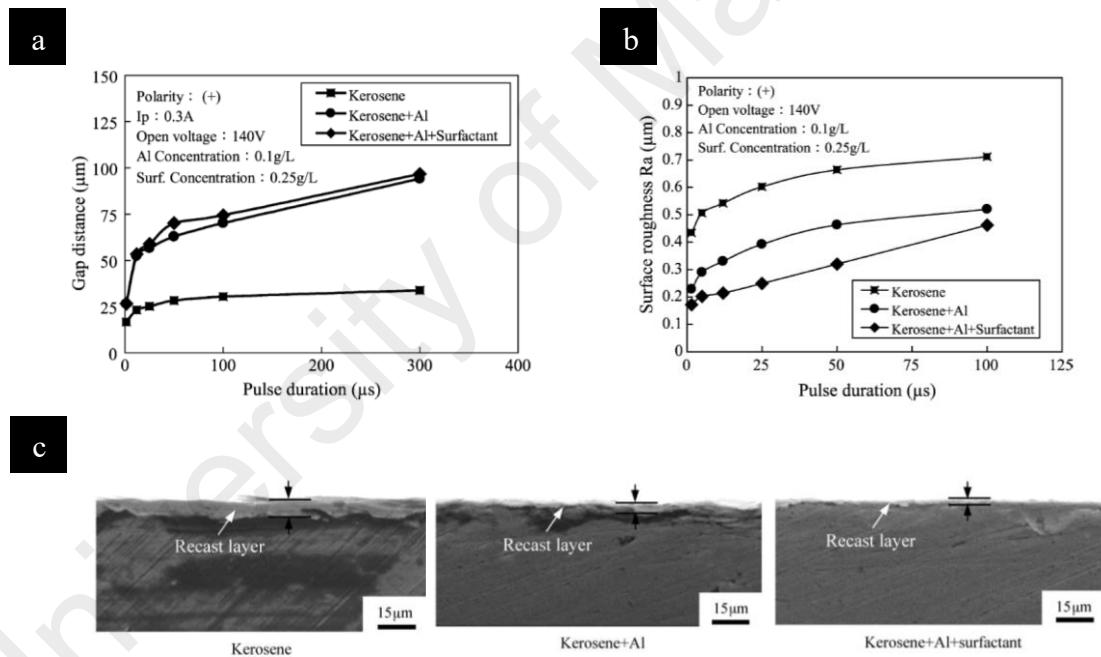 a
150
125
100
75
50
25
0
Gap distance (µm)
Polarity : (+)
Ip : 0.3A
Open voltage : 140V
Al Concentration : 0.1g/L
Surf. Concentration : 0.25g/L
Kerosene
Kerosene+Al
Kerosene+Al+Surfactant
0 100 200 300 400
Pulse duration (µs)
b
1
0.9
0.8
0.7
0.6
0.5
0.4
0.3
0.2
0.1
0
Surface roughness Ra (µm)
Polarity : (+)
Open voltage : 140V
Al Concentration : 0.1g/L
Surf. Concentration : 0.25g/L
Kerosene
Kerosene+Al
Kerosene+Al+Surfactant
0 25 50 75 100 125
Pulse duration (µs)
c
Recast layer
15µm
Kerosene
Recast layer
15µm
Kerosene+Al
Recast layer
15µm
Kerosene+Al+surfactant
University of Ma